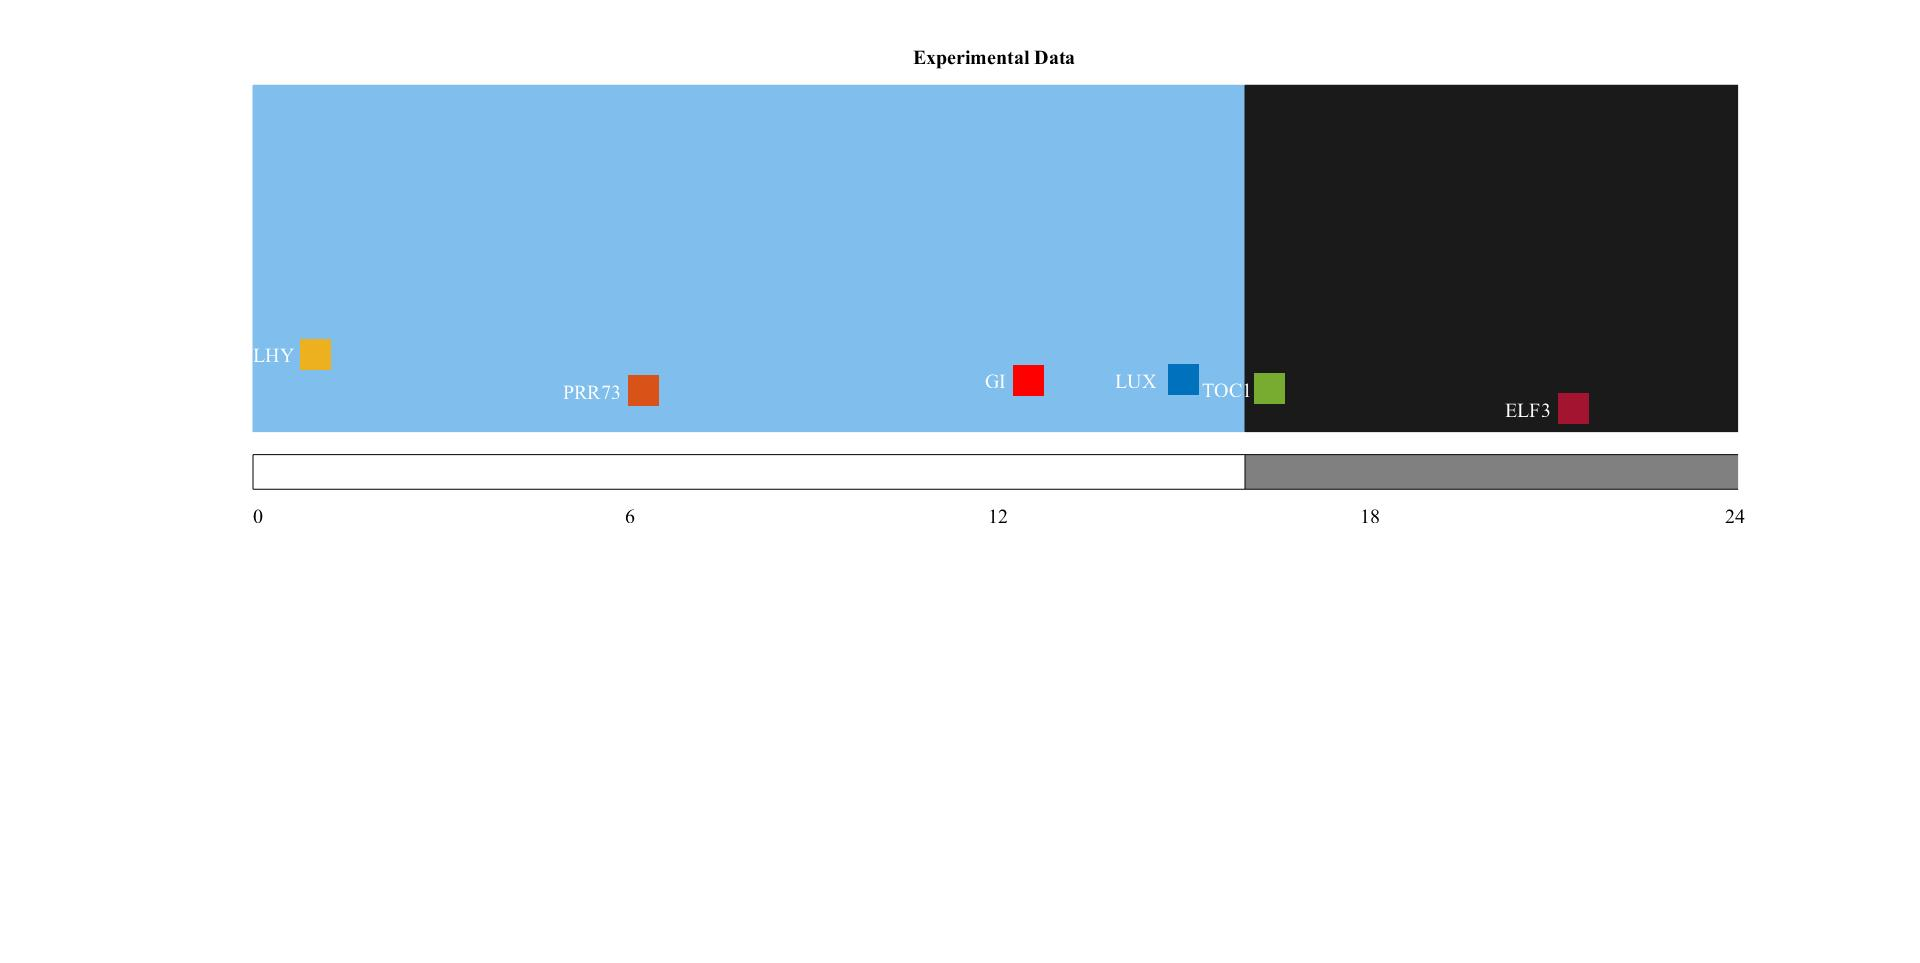 Experimental Data
LHY
PRR73
GI
LUX
TOC1
ELF3
0 6 12 18 24